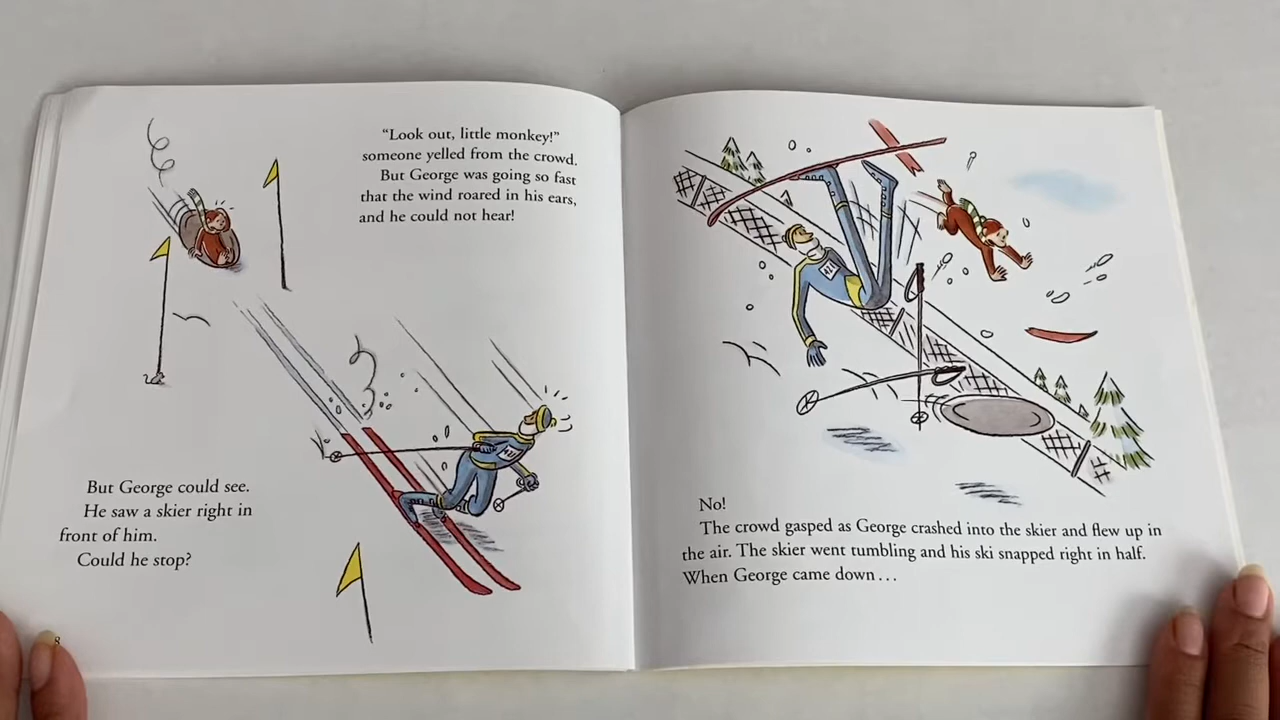 “Look out, little monkey!”
someone yelled from the crowd.
But George was going so fast
that the wind roared in his ears,
and he could not hear!
But George could see.
He saw a skier right in
front of him.
Could he stop?
8
No!
The crowd gasped as George crashed into the skier and flew up in
the air. The skier went tumbling and his ski snapped right in half.
When George came down . . .